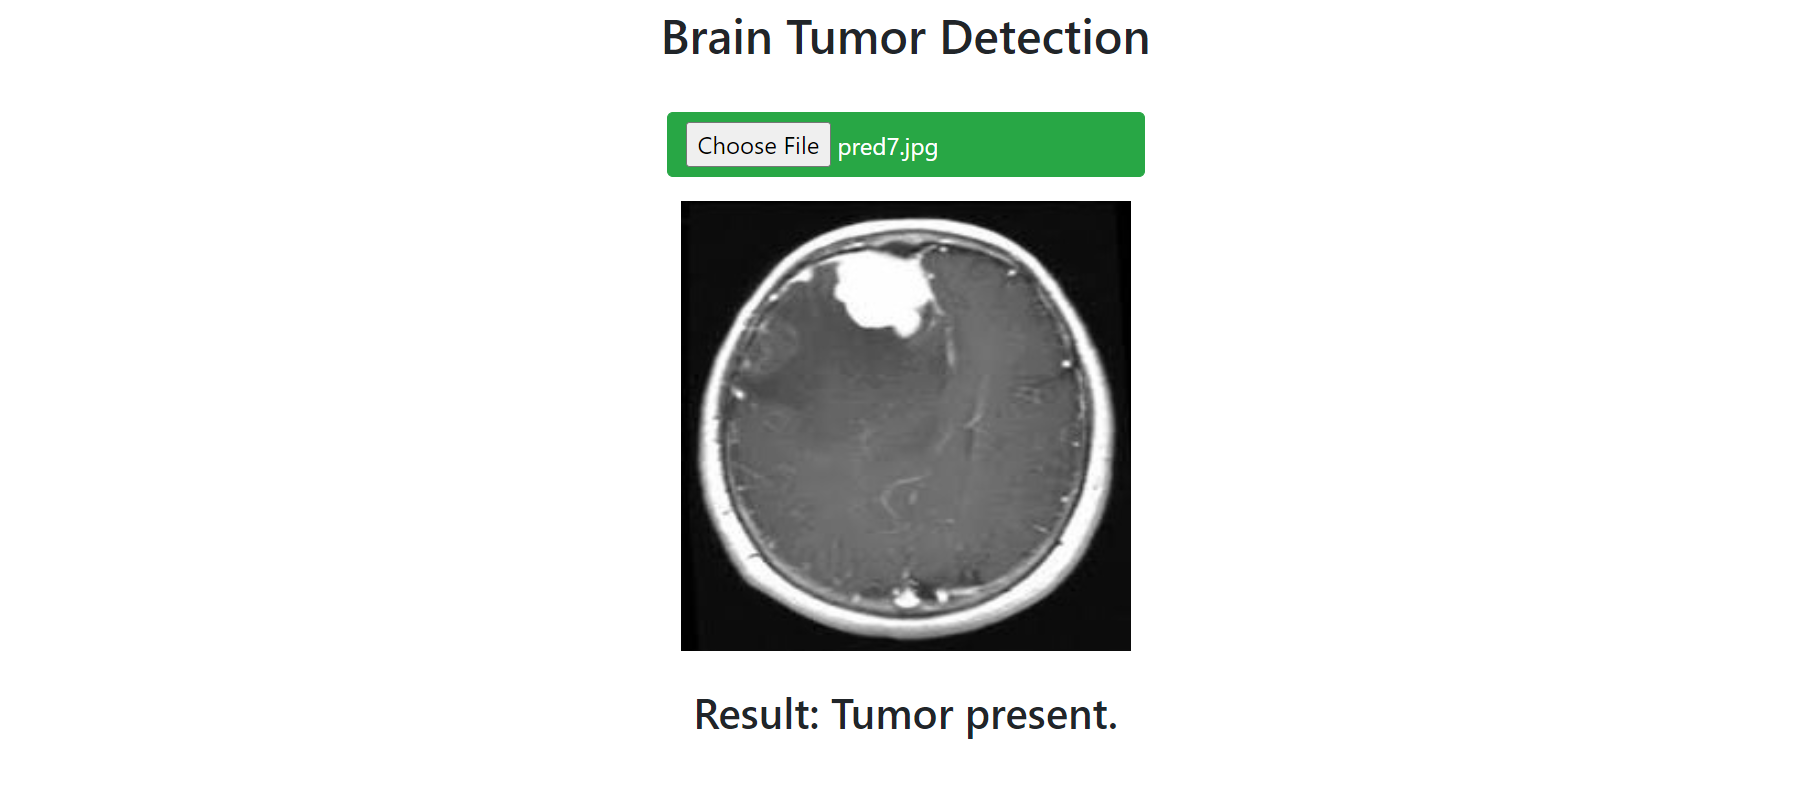 Brain Tumor Detection
Choose File pred7.jpg
Result: Tumor present.